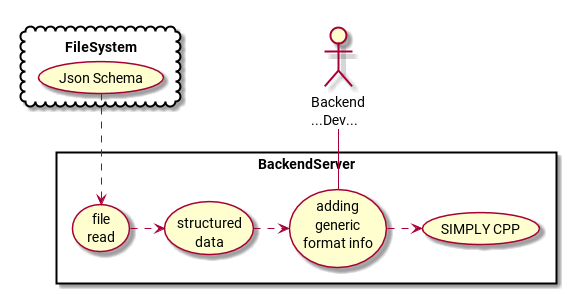 FileSystem
Json Schema
Backend
...Dev...
BackendServer
file
read
structured
data
adding
generic
format info
SIMPLY CPP